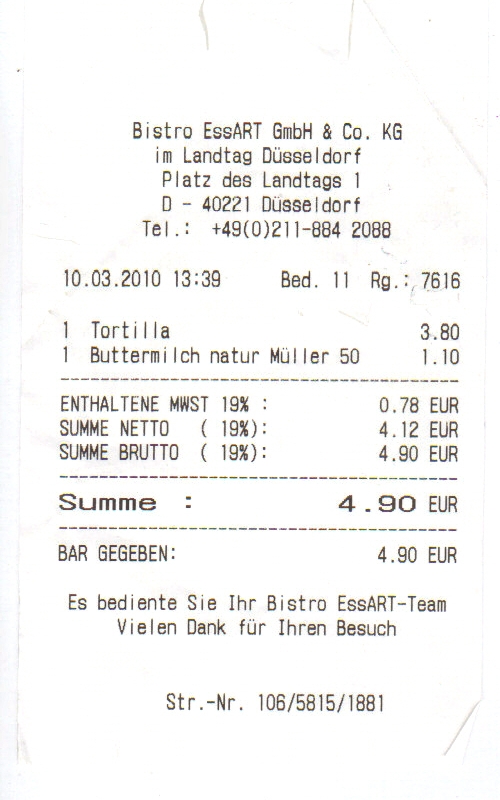 Bistro EssART GmbH & Co. KG
im Landtag Düsseldorf
Platz des Landtags 1
D - 40221 Düsseldorf
Tel.: +49(0)211-884 2088
10.03.2010 13:39 Bed. 11 Rg.: 7616
1 Tortilla 3.80
1 Buttermilch natur Müller 50 1.10
ENTHALTENE MWST 19% : 0.78 EUR
SUMME NETTO ( 19%): 4.12 EUR
SUMME BRUTTO ( 19%): 4.90 EUR
Summe : 4.90 EUR
BAR GEGEBEN: 4.90 EUR
Es bediente Sie Ihr Bistro EssART-Team
Vielen Dank für Ihren Besuch
Str.-Nr. 106/5815/1881